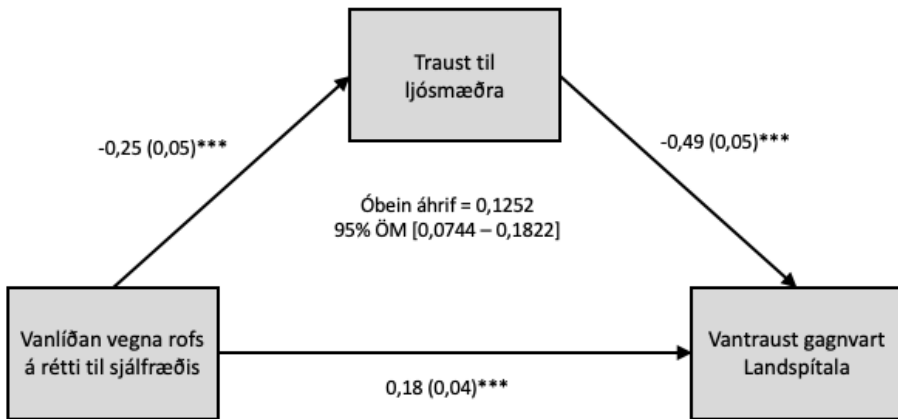 Traust til
ljósmæðra
-0,25 (0,05)***
-0,49 (0,05)***
Óbein áhrif = 0,1252
95% ÖM [0,0744 – 0,1822]
Vanlíðan vegna rofs
á rétti til sjálfræðis
Vantraust gagnvart
Landspítala
0,18 (0,04)***